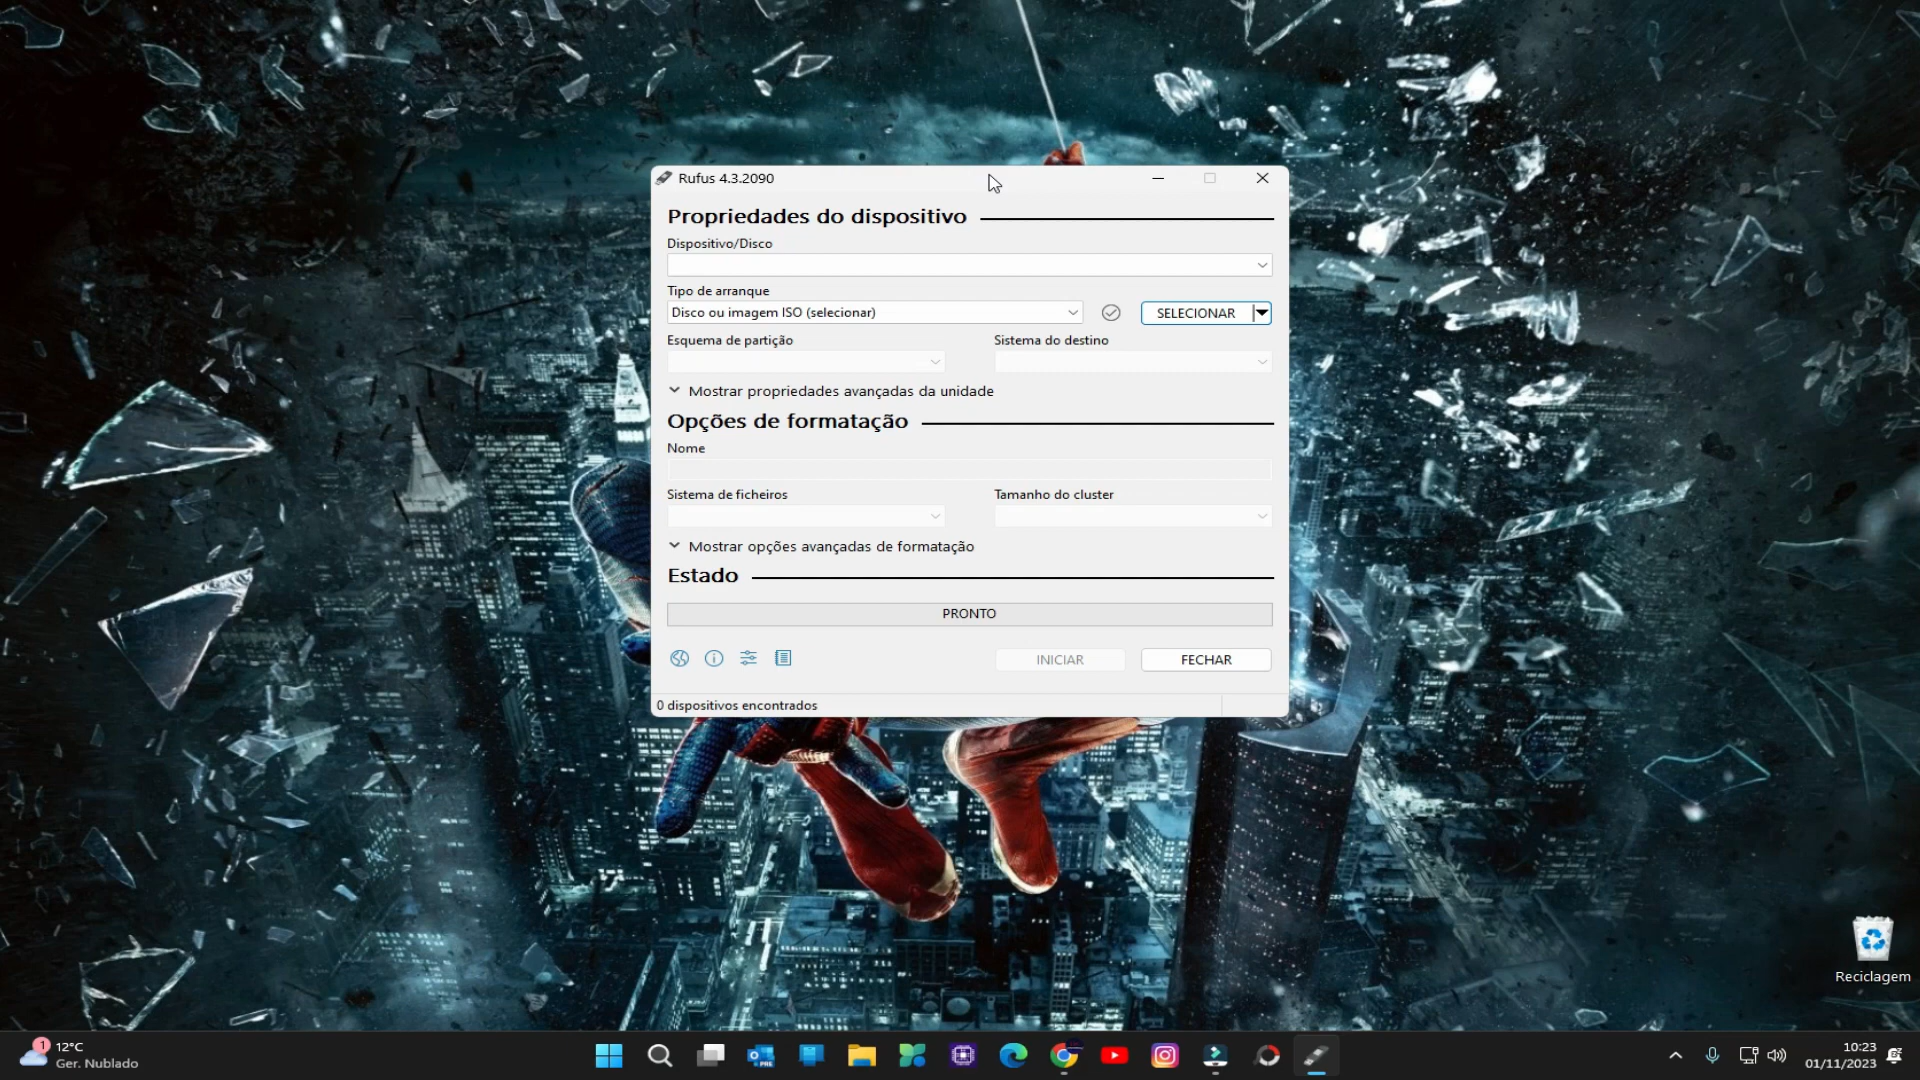 Rufus 4.3.2090
Propriedades do dispositivo
Dispositivo/Disco
Tipo de arranque
Disco ou imagem ISO (selecionar)
SELECIONAR
Esquema de partição
Sistema do destino
Mostrar propriedades avançadas da unidade
Opções de formatação
Nome
Sistema de ficheiros
Tamanho do cluster
Mostrar opções avançadas de formatação
Estado
PRONTO
INICIAR
FECHAR
0 dispositivos encontrados
Reciclagem
1
12°C
Ger. Nublado
PRE
10:23
01/11/2023